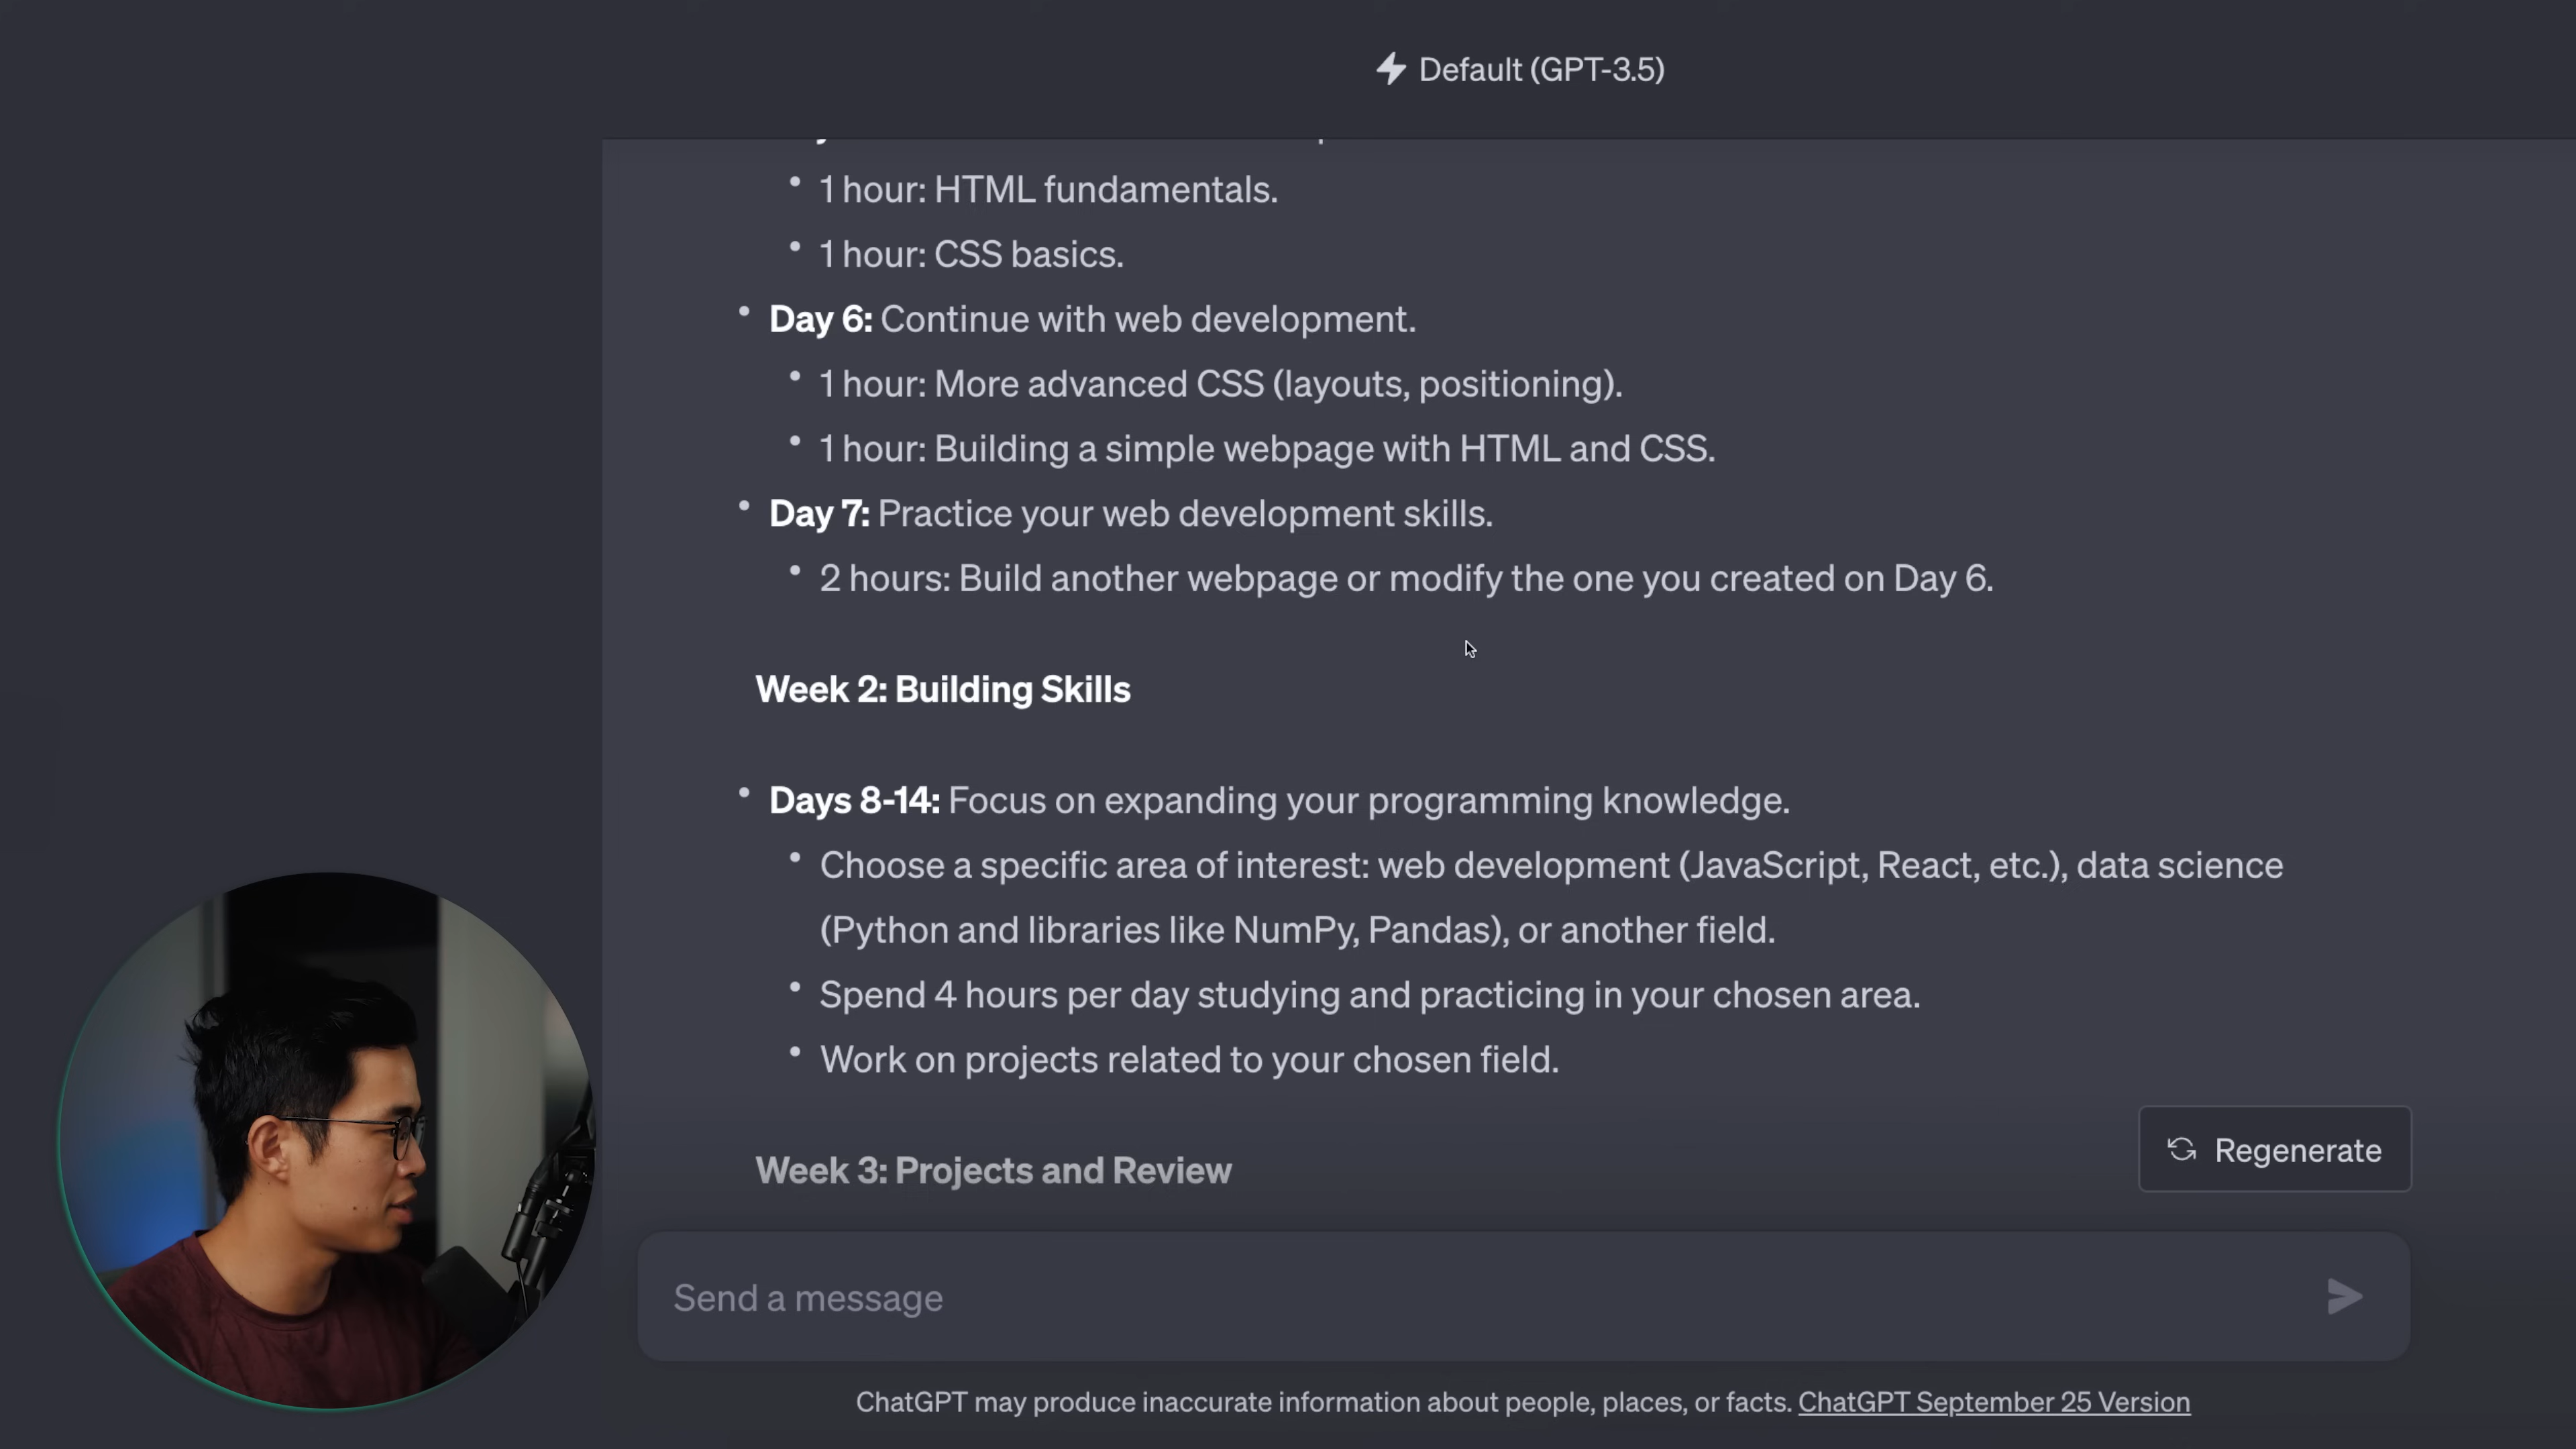 Default (GPT-3.5)
1 hour: HTML fundamentals.
1 hour: CSS basics.
Day 6: Continue with web development.
1 hour: More advanced CSS (layouts, positioning).
1 hour: Building a simple webpage with HTML and CSS.
Day 7: Practice your web development skills.
2 hours: Build another webpage or modify the one you created on Day 6.
Week 2: Building Skills
Days 8-14: Focus on expanding your programming knowledge.
Choose a specific area of interest: web development (JavaScript, React, etc.), data science
(Python and libraries like NumPy, Pandas), or another field.
Spend 4 hours per day studying and practicing in your chosen area.
Work on projects related to your chosen field.
Week 3: Projects and Review
Regenerate
Send a message
ChatGPT may produce inaccurate information about people, places, or facts. ChatGPT September 25 Version